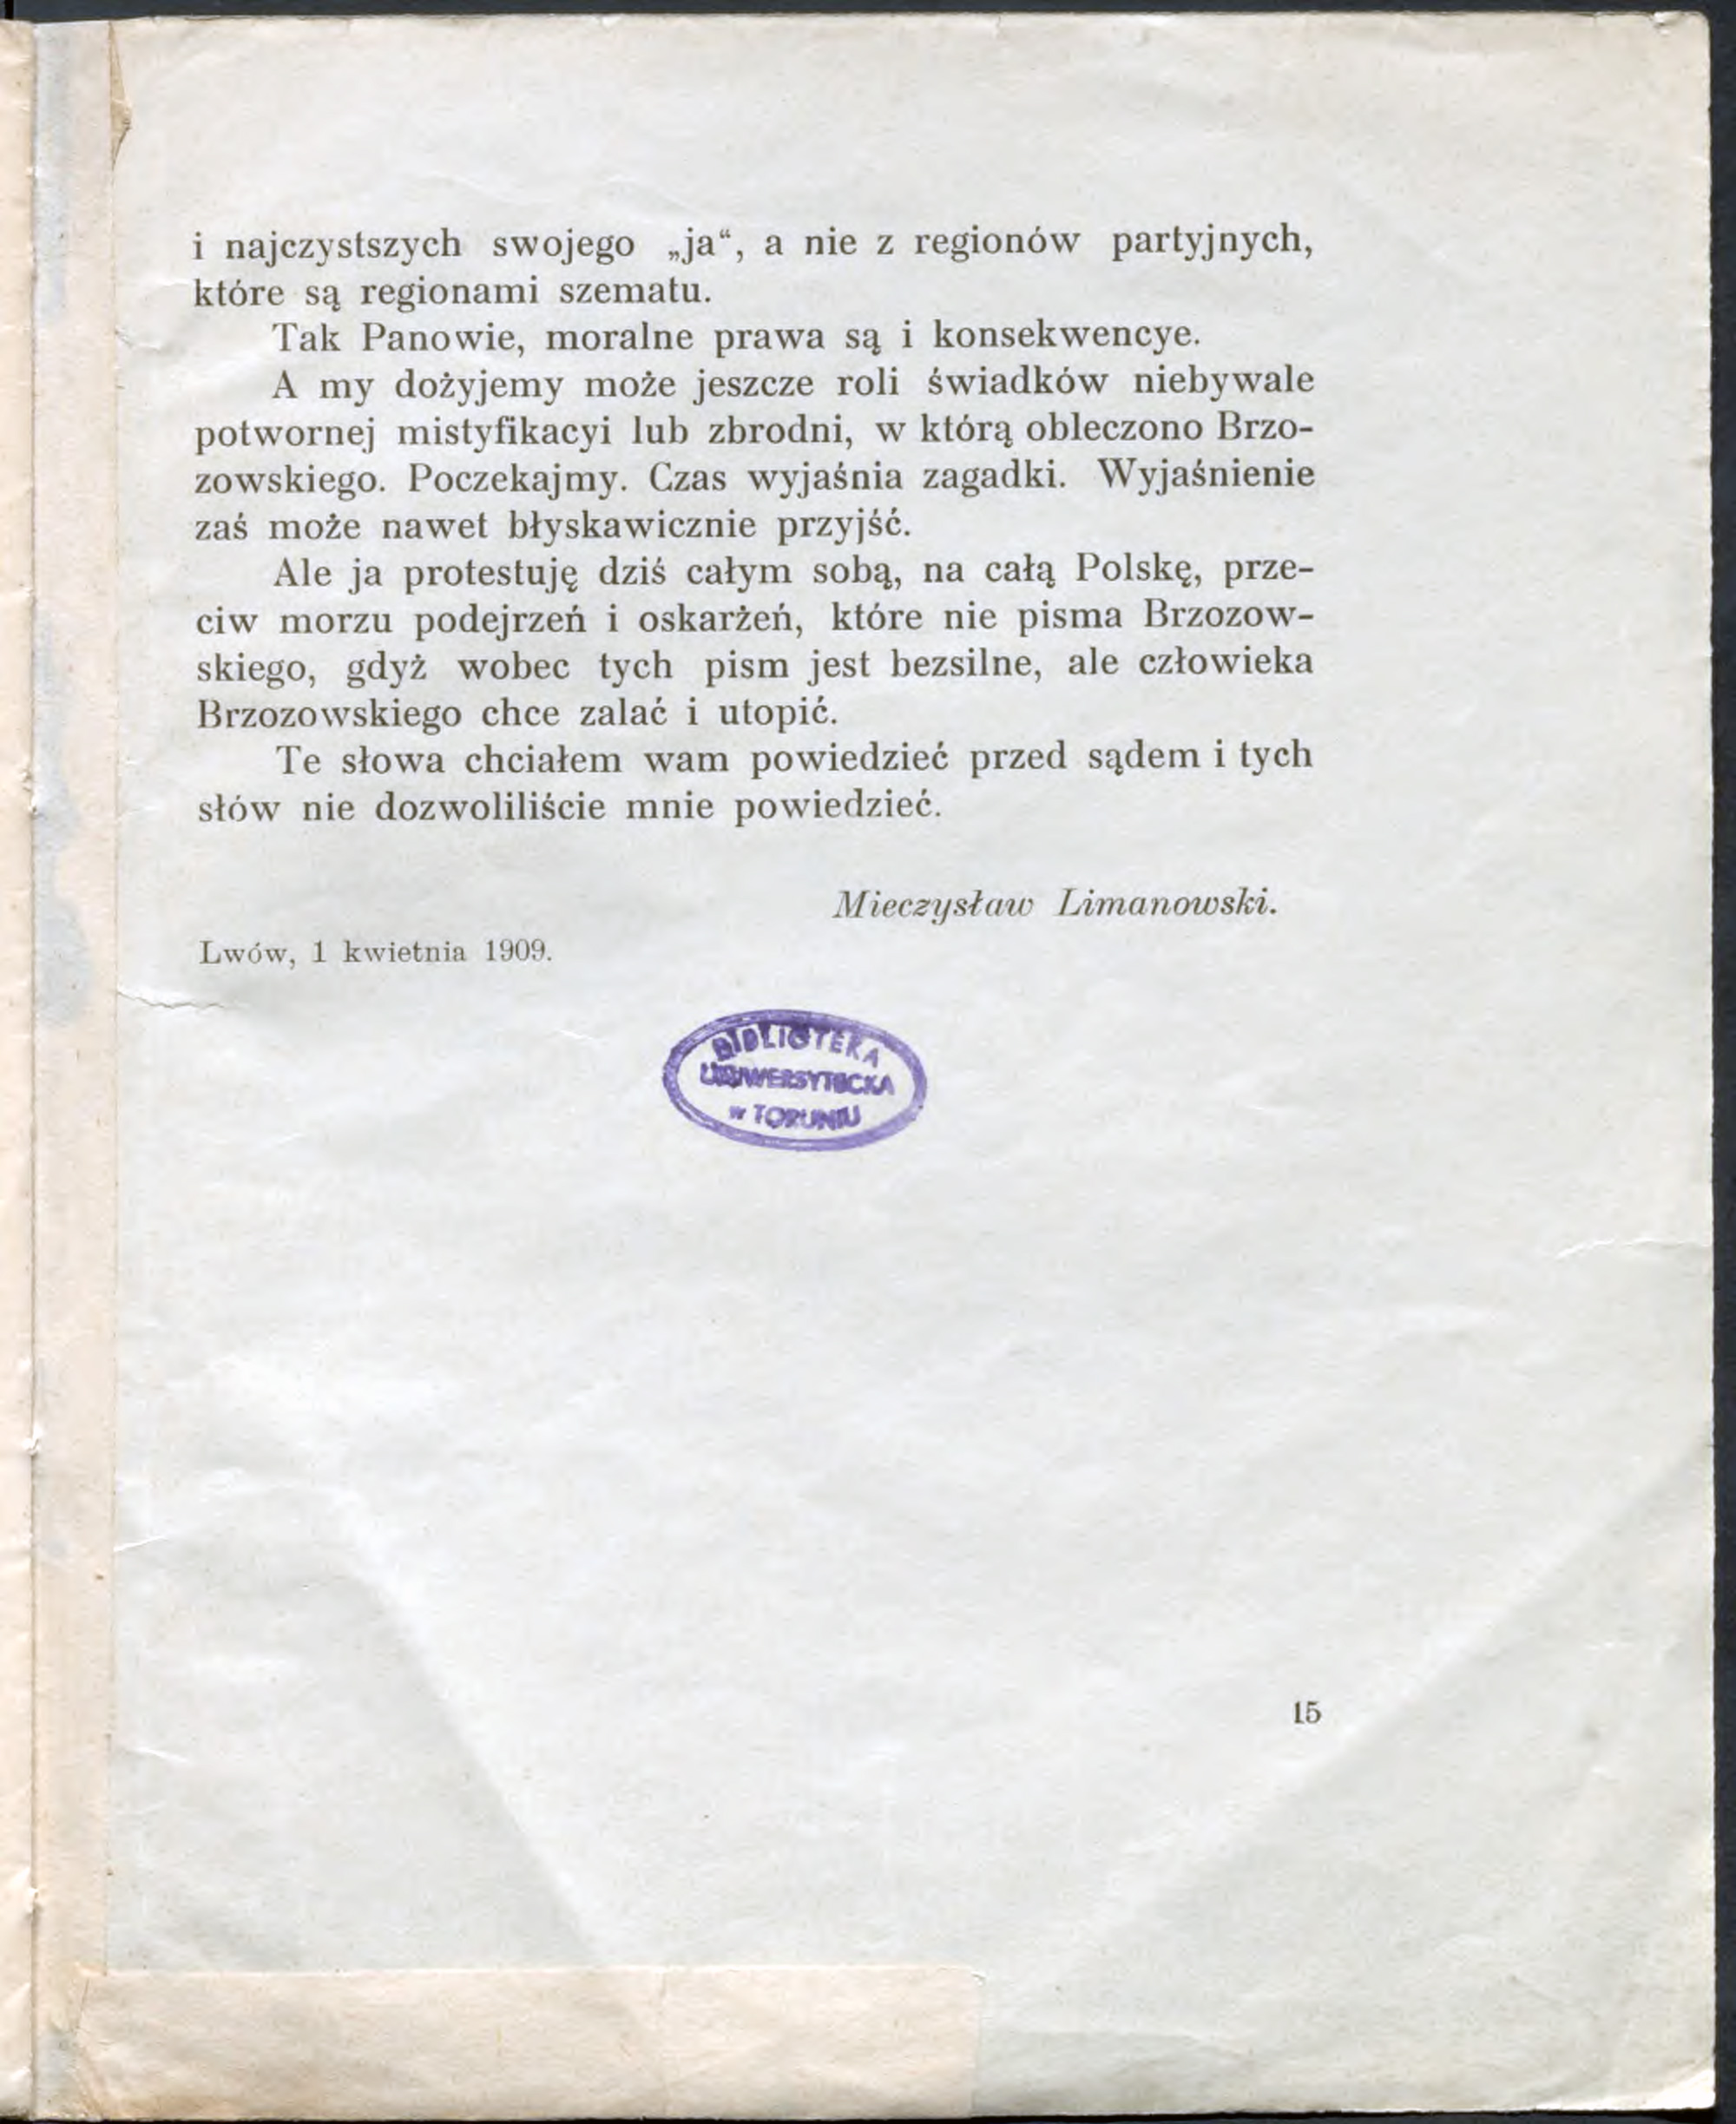 i najczystszych swojego „ja“, a nie z regionów partyjnych,
które są regionami szematu.
Tak Panowie, moralne prawa są i konsekwencye.
A my dożyjemy może jeszcze roli świadków niebywale
potwornej mistyfikacyi lub zbrodni, w którą obleczono Brzo-
zowskiego. Poczekajmy. Czas wyjaśnia zagadki. Wyjaśnienie
zaś może nawet błyskawicznie przyjść.
Ale ja protestuję dziś całym sobą, na całą Polskę, prze-
ciw morzu podejrzeń i oskarżeń, które nie pisma Brzozow-
skiego, gdyż wobec tych pism jest bezsilne, ale człowieka
Brzozowskiego chce zalać i utopić.
Te słowa chciałem wam powiedzieć przed sądem i tych
słów nie dozwoliliście mnie powiedzieć.
Mieczysław Limanowski.
Lwów, 1 kwietnia 1909.
BIBLIOTEKA
UNIWERSYTECKA
w TORUNIU
15